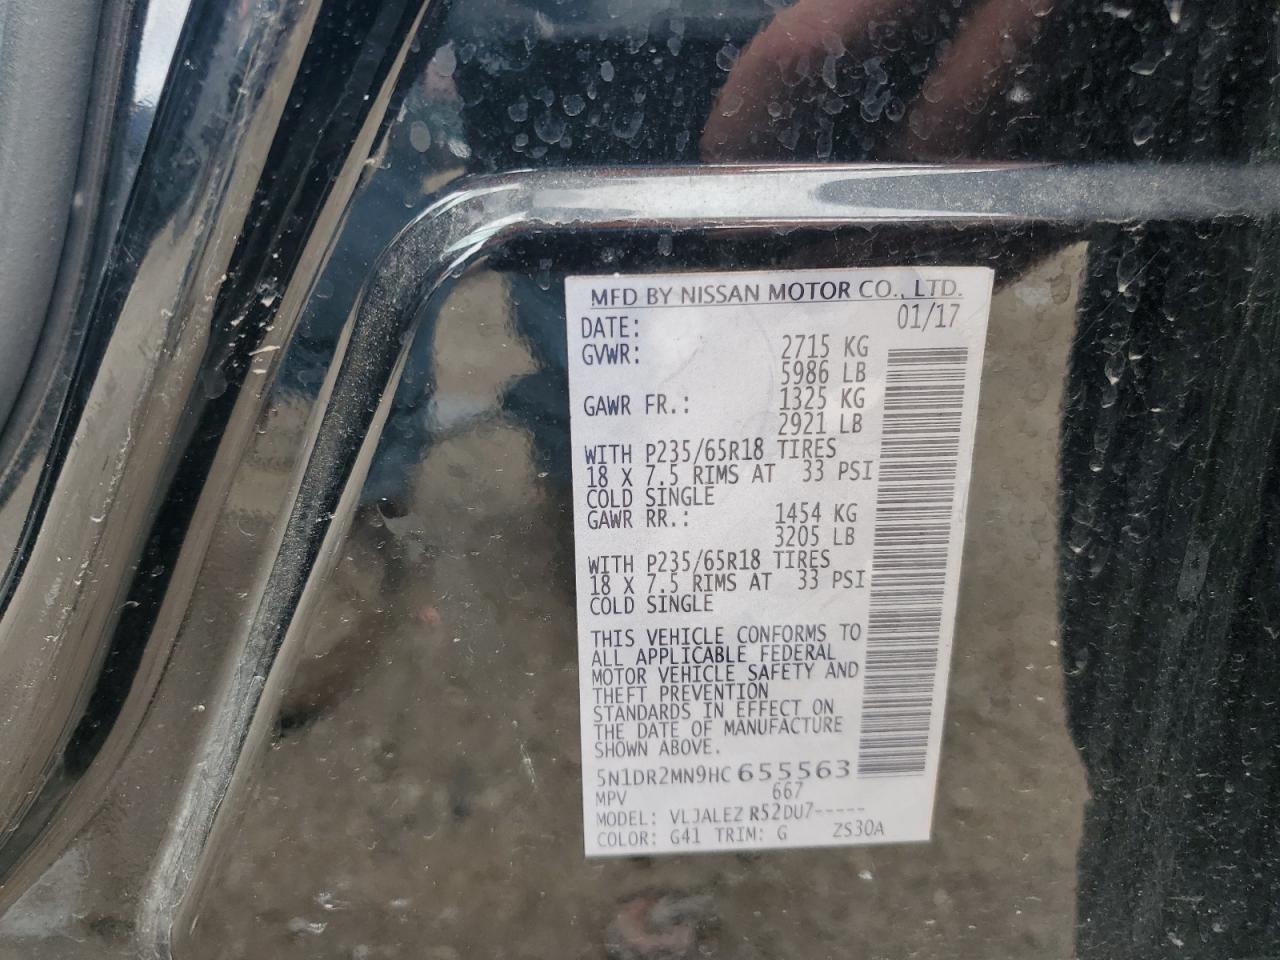 MFD BY NISSAN MOTOR CO., LTD.
DATE: 01/17
GVWR: 2715 KG
5986 LB
GAWR FR.: 1325 KG
2921 LB
WITH P235/65R18 TIRES
18 X 7.5 RIMS AT 33 PSI
COLD SINGLE
GAWR RR.: 1454 KG
3205 LB
WITH P235/65R18 TIRES
18 X 7.5 RIMS AT 33 PSI
COLD SINGLE
THIS VEHICLE CONFORMS TO
ALL APPLICABLE FEDERAL
MOTOR VEHICLE SAFETY AND
THEFT PREVENTION
STANDARDS IN EFFECT ON
THE DATE OF MANUFACTURE
SHOWN ABOVE.
5N1DR2MN9HC 655563
MPV 667
MODEL: VLJALEZ R52DU7-----
COLOR: G41 TRIM: G ZS30A